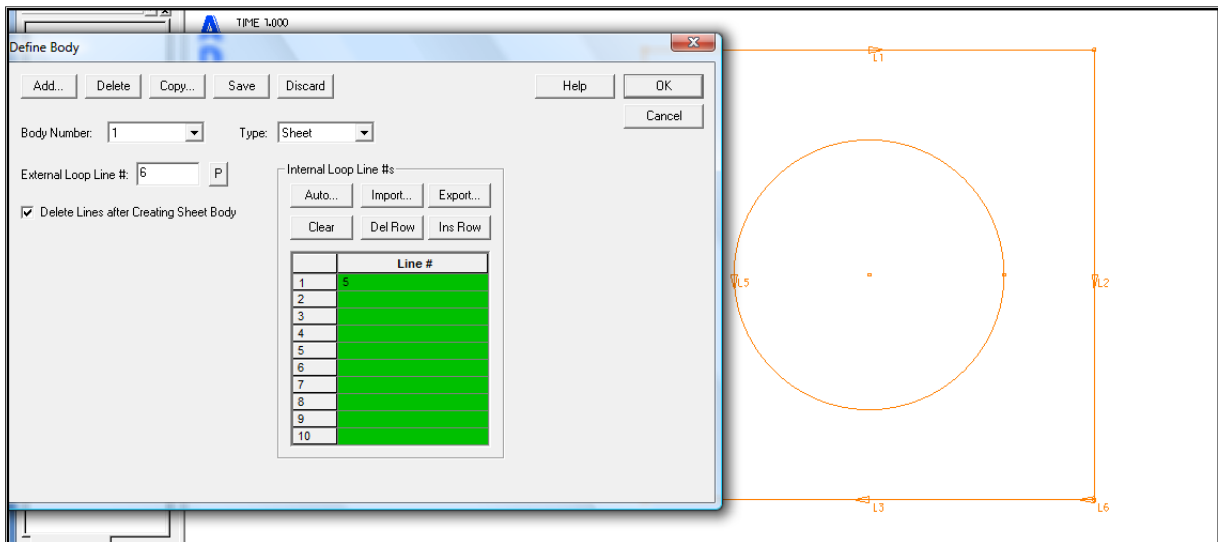 TIME 1.000
Define Body
Add... Delete Copy... Save Discard Help OK
Cancel
Body Number: 1 Type: Sheet
External Loop Line #: 6 P
Delete Lines after Creating Sheet Body
Internal Loop Line #s
Auto... Import... Export...
Clear Del Row Ins Row
Line #
1 5
2
3
4
5
6
7
8
9
10
L1
L5
L2
L3
L6